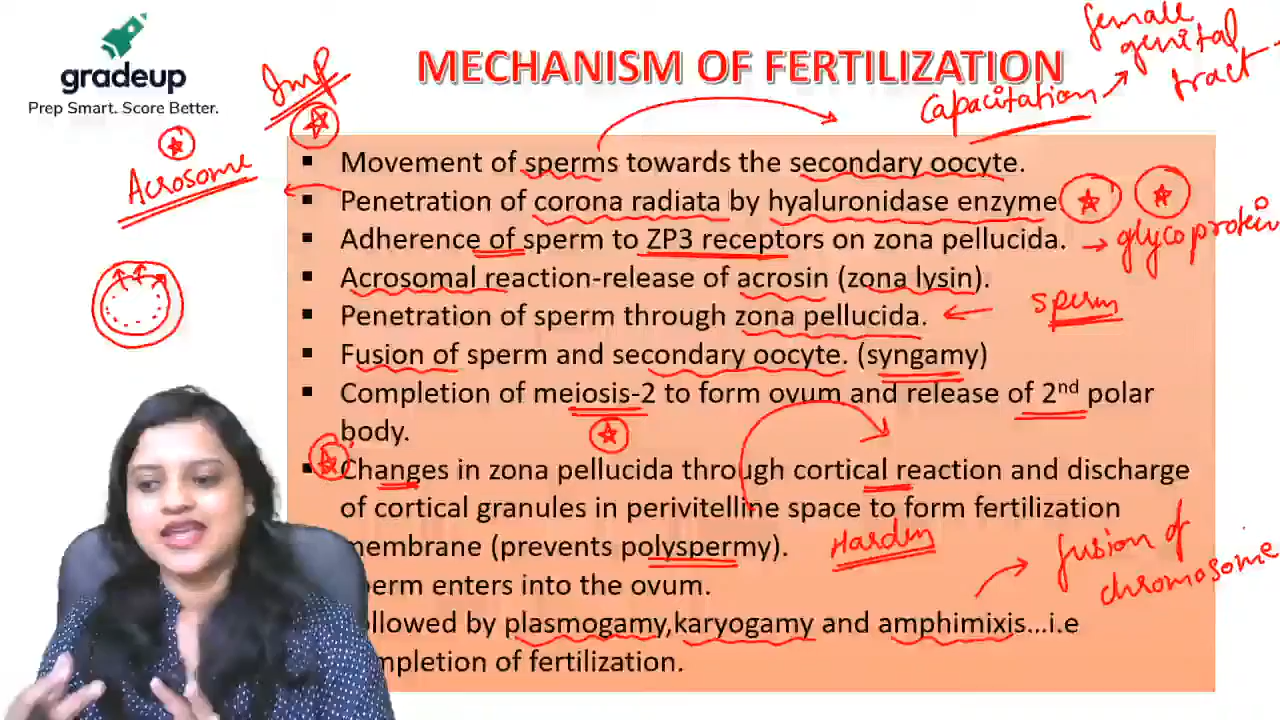 gradeup
Prep Smart. Score Better.
MECHANISM OF FERTILIZATION
female
genital
tract
Capacitation
Imp
Acrosome
Movement of sperms towards the secondary oocyte.
Penetration of corona radiata by hyaluronidase enzyme.
Adherence of sperm to ZP3 receptors on zona pellucida.
glycoprotein
Acrosomal reaction-release of acrosin (zona lysin).
Penetration of sperm through zona pellucida.
sperm
Fusion of sperm and secondary oocyte. (syngamy)
Completion of meiosis-2 to form ovum and release of 2nd polar
body.
Changes in zona pellucida through cortical reaction and discharge
of cortical granules in perivitelline space to form fertilization
membrane (prevents polyspermy).
Harden
fusion of
chromosome
sperm enters into the ovum.
ollowed by plasmogamy,karyogamy and amphimixis...i.e
mpletion of fertilization.